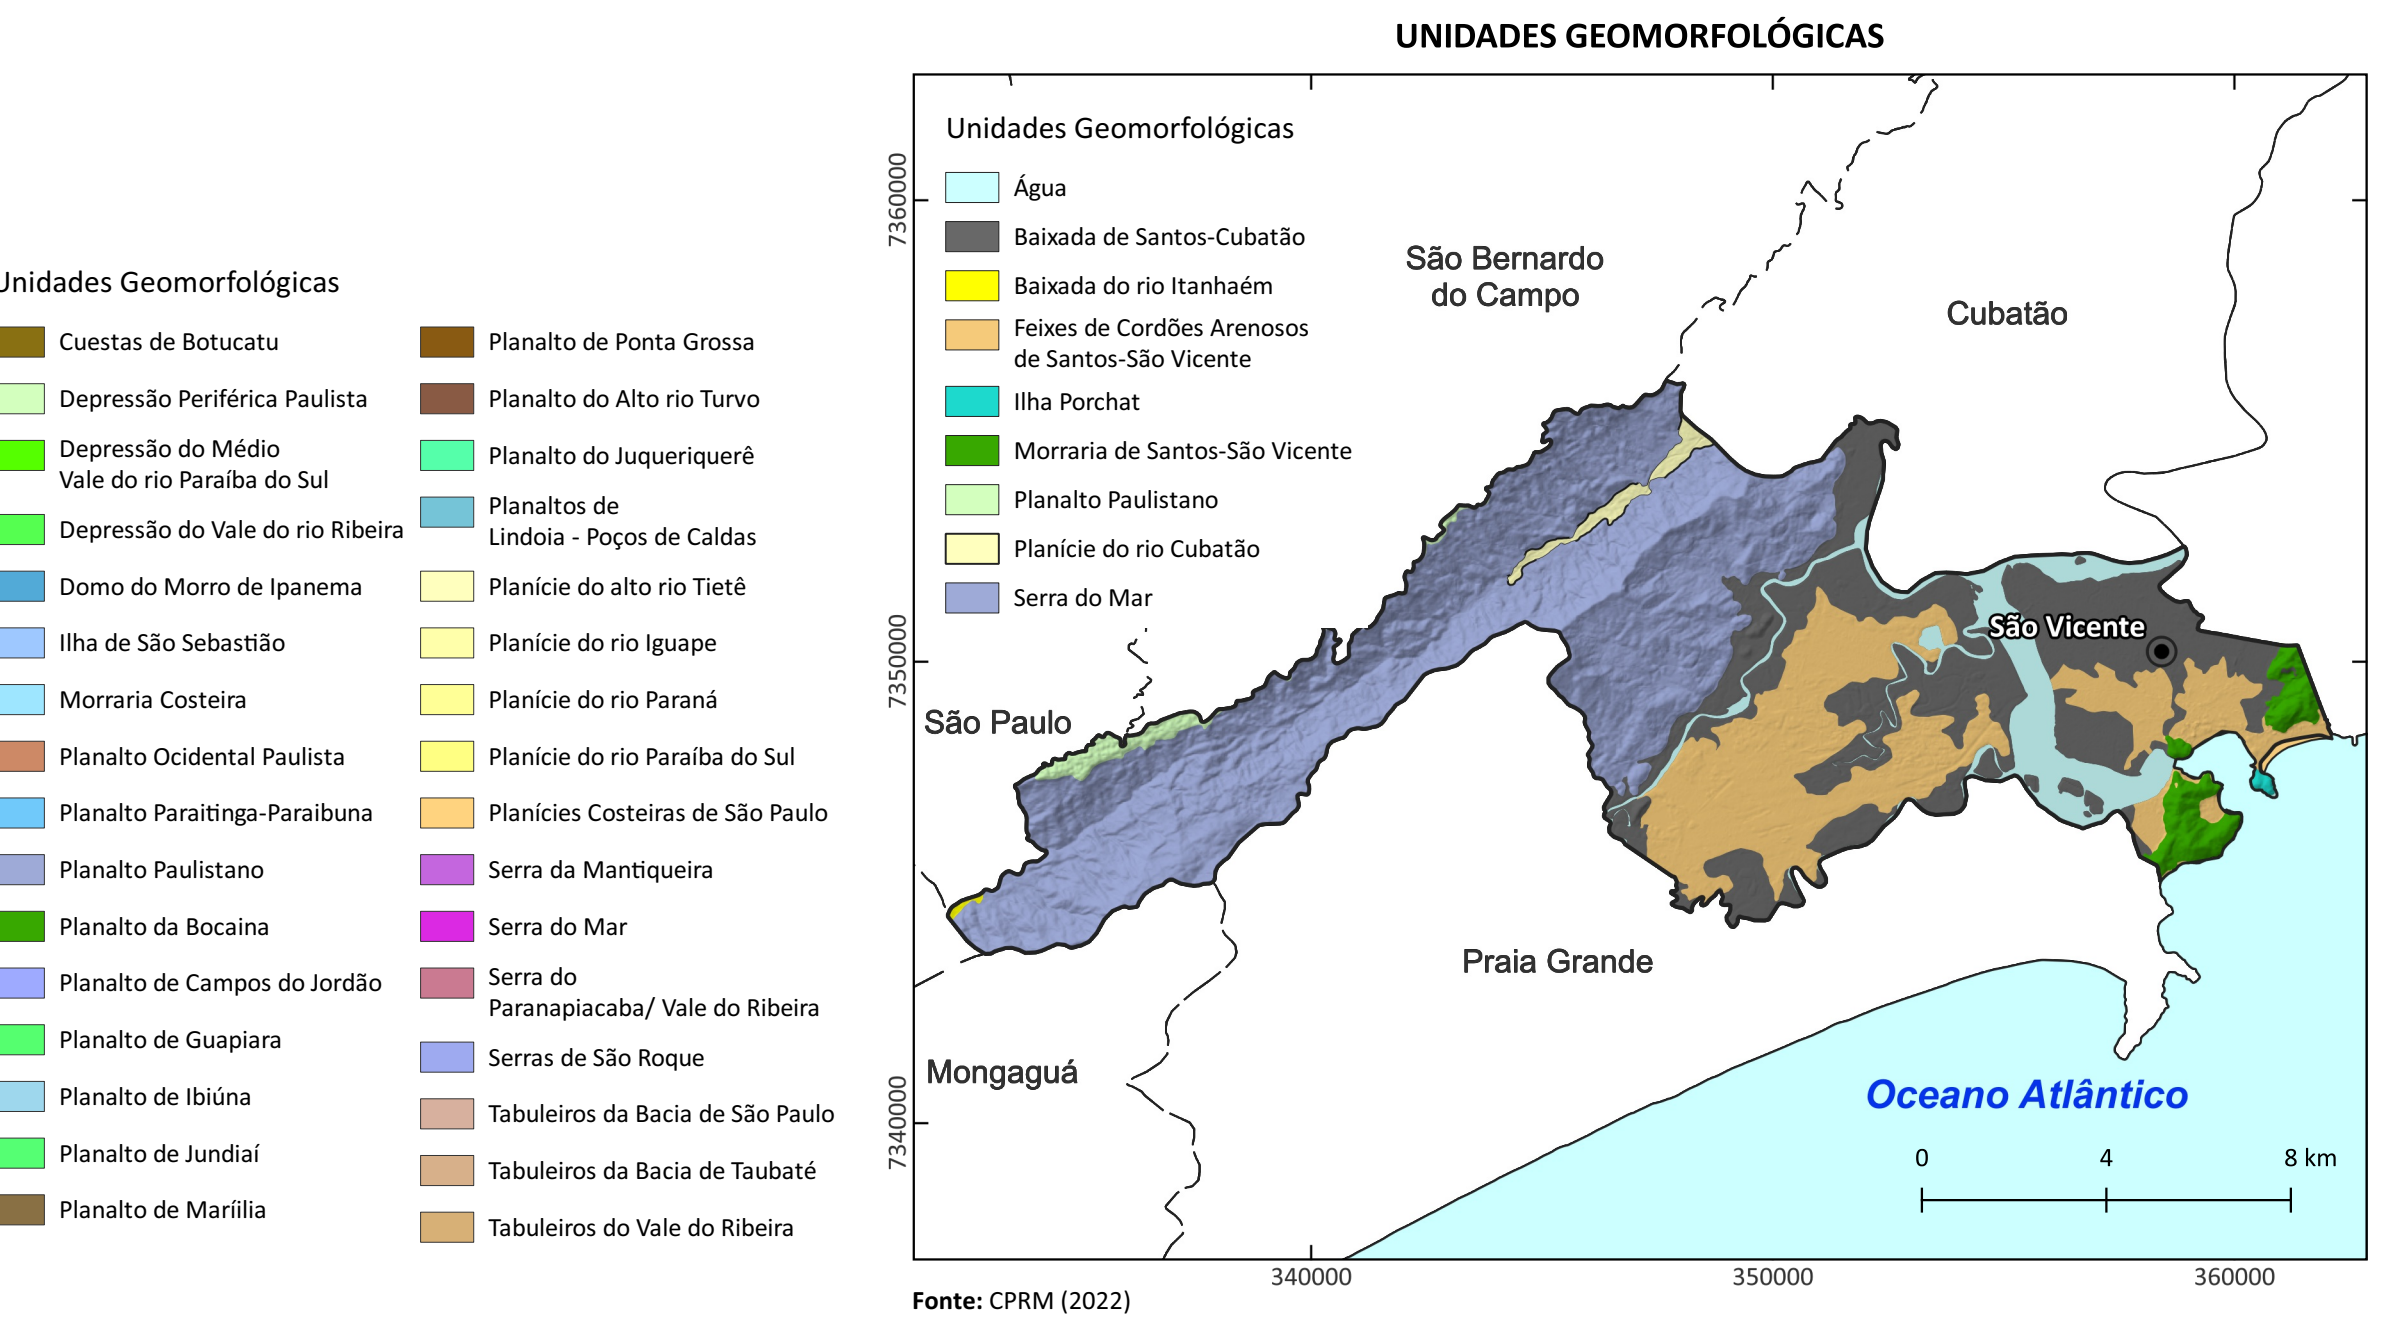 UNIDADES GEOMORFOLÓGICAS
Unidades Geomorfológicas
Cuestas de Botucatu
Depressão Periférica Paulista
Depressão do Médio
Vale do rio Paraíba do Sul
Depressão do Vale do rio Ribeira
Domo do Morro de Ipanema
Ilha de São Sebastião
Morraria Costeira
Planalto Ocidental Paulista
Planalto Paraitinga-Paraibuna
Planalto Paulistano
Planalto da Bocaina
Planalto de Campos do Jordão
Planalto de Guapiara
Planalto de Ibiúna
Planalto de Jundiaí
Planalto de Maríilia
Planalto de Ponta Grossa
Planalto do Alto rio Turvo
Planalto do Juqueriquerê
Planaltos de
Lindoia - Poços de Caldas
Planície do alto rio Tietê
Planície do rio Iguape
Planície do rio Paraná
Planície do rio Paraíba do Sul
Planícies Costeiras de São Paulo
Serra da Mantiqueira
Serra do Mar
Serra do
Paranapiacaba/ Vale do Ribeira
Serras de São Roque
Tabuleiros da Bacia de São Paulo
Tabuleiros da Bacia de Taubaté
Tabuleiros do Vale do Ribeira
Unidades Geomorfológicas
Água
Baixada de Santos-Cubatão
Baixada do rio Itanhaém
Feixes de Cordões Arenosos
de Santos-São Vicente
Ilha Porchat
Morraria de Santos-São Vicente
Planalto Paulistano
Planície do rio Cubatão
Serra do Mar
São Bernardo
do Campo
Cubatão
São Vicente
São Paulo
Praia Grande
Mongaguá
Oceano Atlântico
0 4 8 km
7360000
7350000
7340000
340000 350000 360000
Fonte: CPRM (2022)